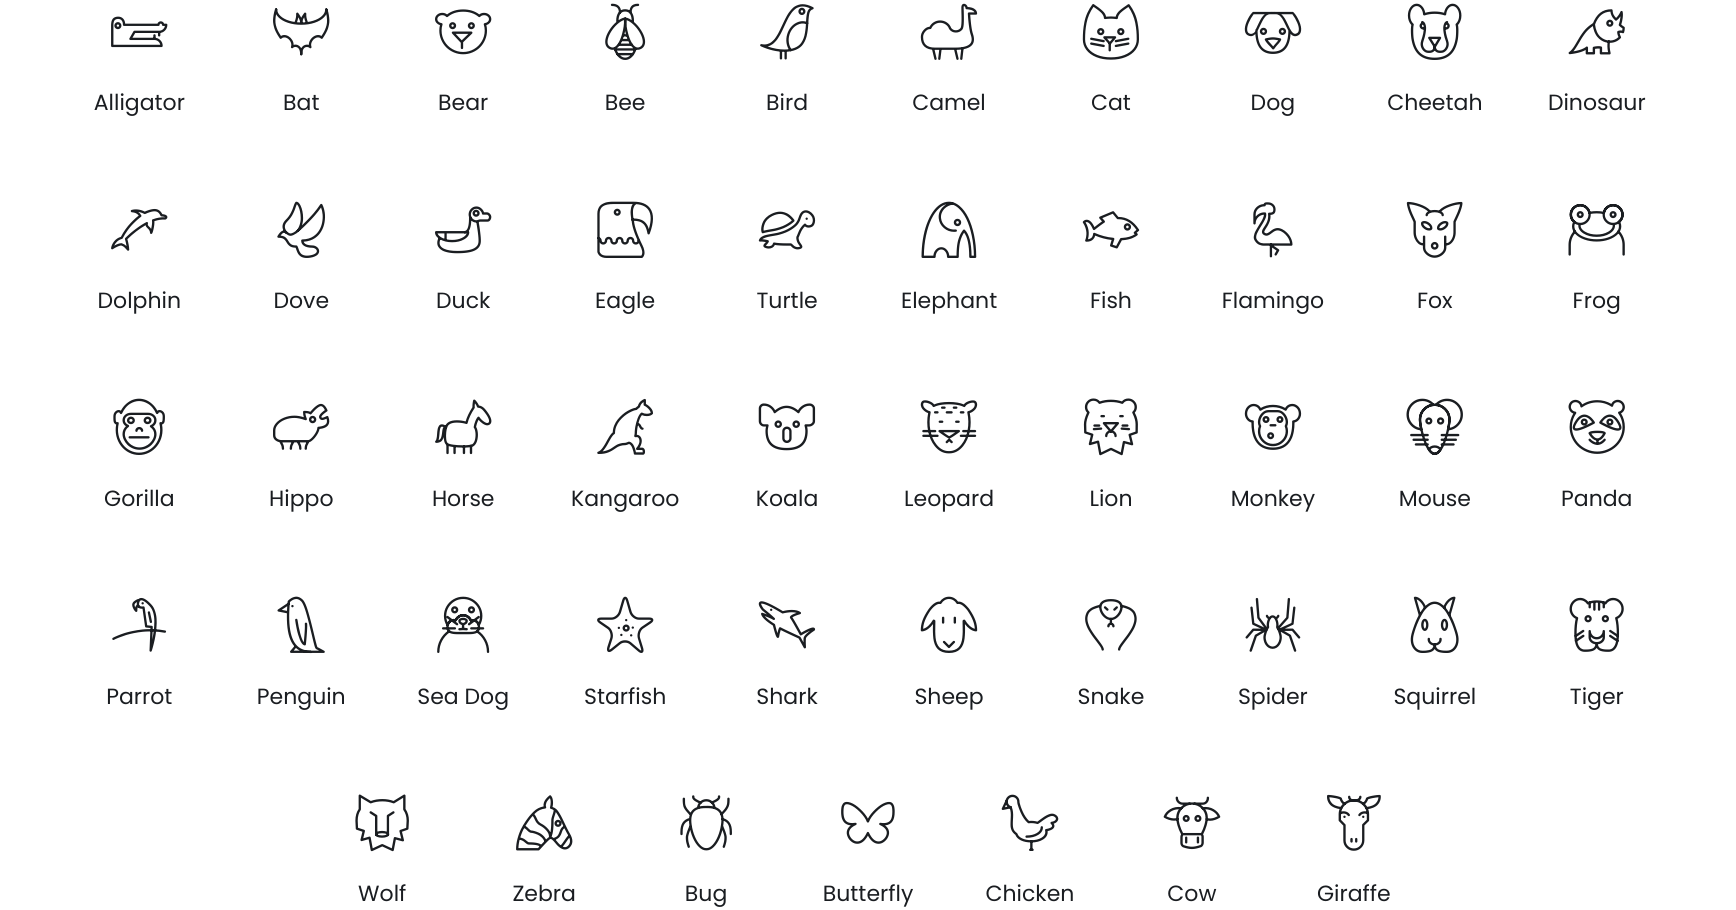 Alligator Bat Bear Bee Bird Camel Cat Dog Cheetah Dinosaur
Dolphin Dove Duck Eagle Turtle Elephant Fish Flamingo Fox Frog
Gorilla Hippo Horse Kangaroo Koala Leopard Lion Monkey Mouse Panda
Parrot Penguin Sea Dog Starfish Shark Sheep Snake Spider Squirrel Tiger
Wolf Zebra Bug Butterfly Chicken Cow Giraffe